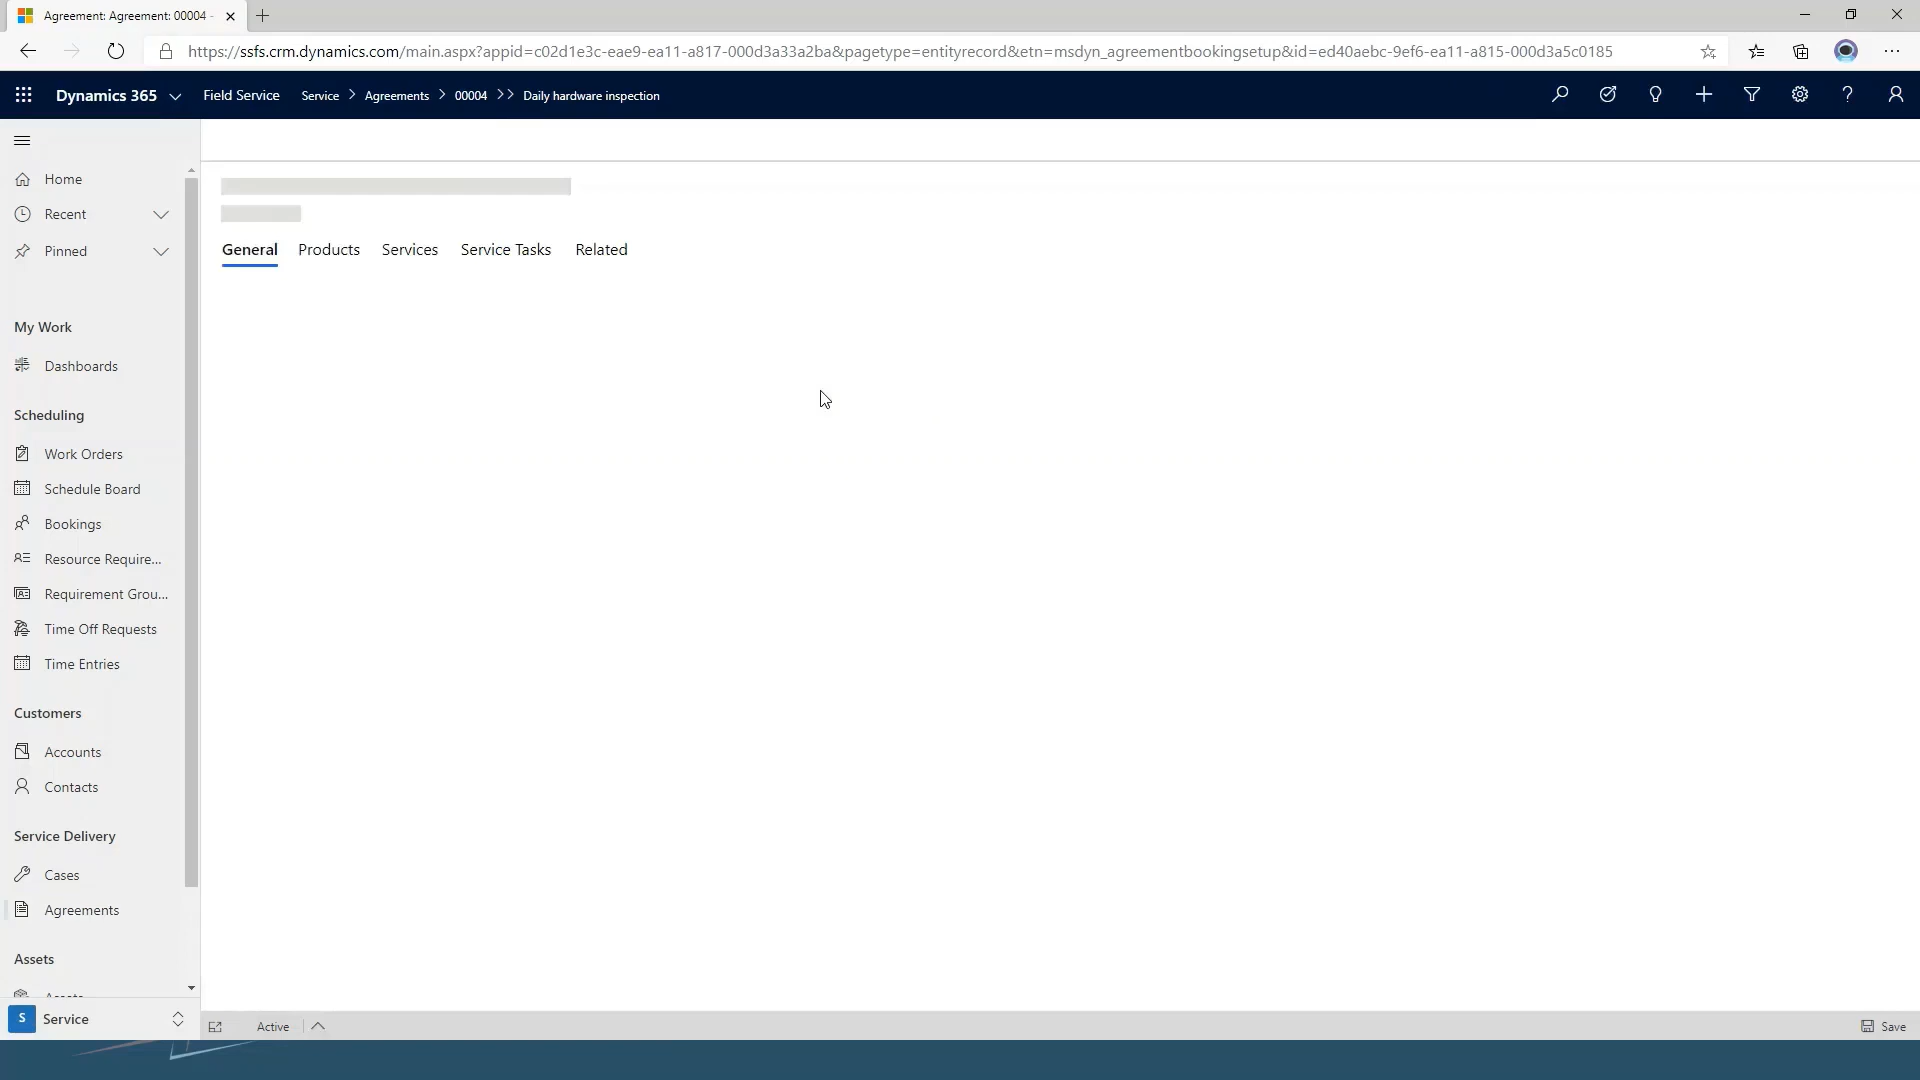 Agreement: Agreement: 00004 -
https://ssfs.crm.dynamics.com/main.aspx?appid=c02d1e3c-eae9-ea11-a817-000d3a33a2ba&pagetype=entityrecord&etn=msdyn_agreementbookingsetup&id=ed40aebc-9ef6-ea11-a815-000d3a5c0185
Dynamics 365 Field Service Service > Agreements > 00004 >> Daily hardware inspection
Home
Recent
Pinned
General Products Services Service Tasks Related
My Work
Dashboards
Scheduling
Work Orders
Schedule Board
Bookings
Resource Require...
Requirement Grou...
Time Off Requests
Time Entries
Customers
Accounts
Contacts
Service Delivery
Cases
Agreements
Assets
Assets
S Service
Active
Save